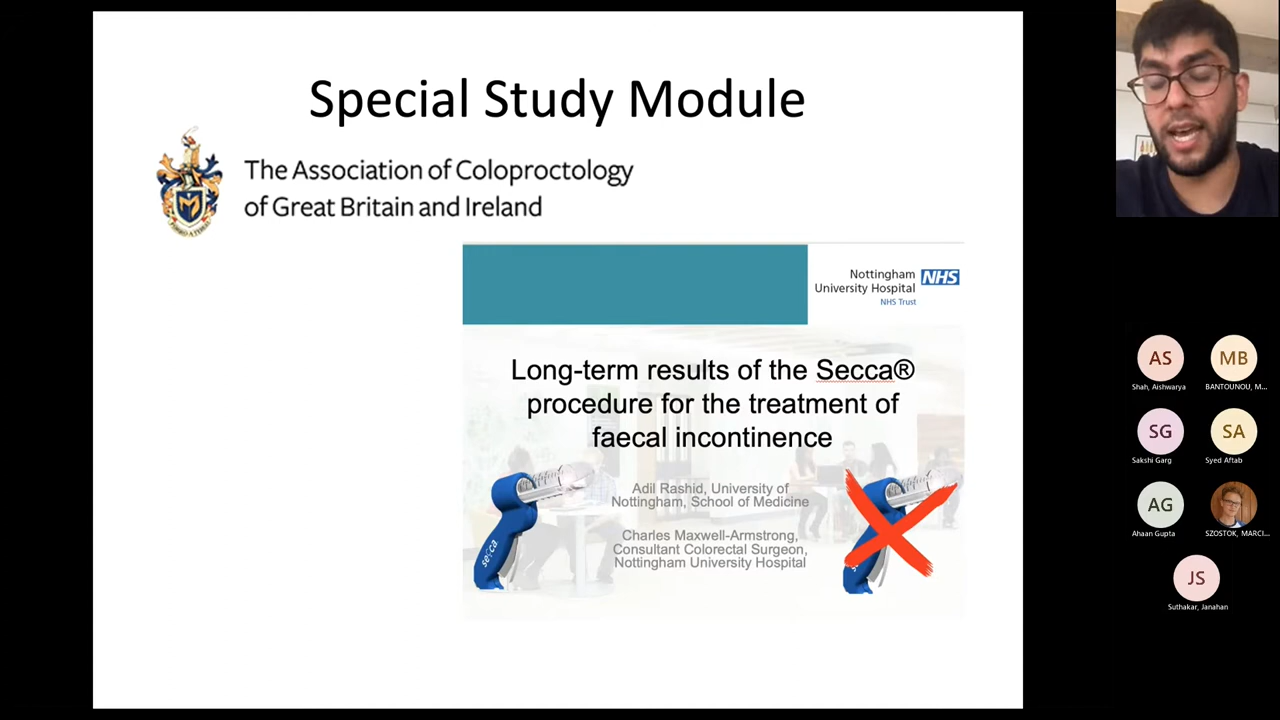 Special Study Module
The Association of Coloproctology
of Great Britain and Ireland
Nottingham
University Hospital
NHS
NHS Trust
Long-term results of the Secca®
procedure for the treatment of
faecal incontinence
Adil Rashid, University of
Nottingham, School of Medicine
Charles Maxwell-Armstrong,
Consultant Colorectal Surgeon,
Nottingham University Hospital
secca
AS
Shah, Aishwarya
MB
BANTOUNOU, M...
SG
Sakshi Garg
SA
Syed Aftab
AG
Ahaan Gupta
SZOSTOK, MARCI...
JS
Suthakar, Janahan